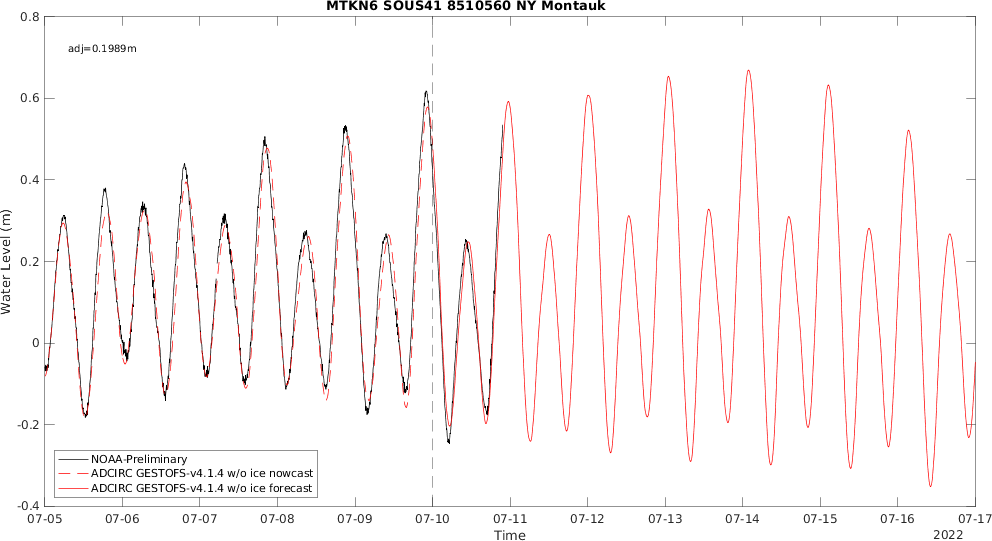 MTKN6 SOUS41 8510560 NY Montauk
adj=0.1989m
0.8
0.6
0.4
0.2
0
-0.2
-0.4
Water Level (m)
NOAA-Preliminary
ADCIRC GESTOFS-v4.1.4 w/o ice nowcast
ADCIRC GESTOFS-v4.1.4 w/o ice forecast
07-05 07-06 07-07 07-08 07-09 07-10 07-11 07-12 07-13 07-14 07-15 07-16 07-17
Time
2022